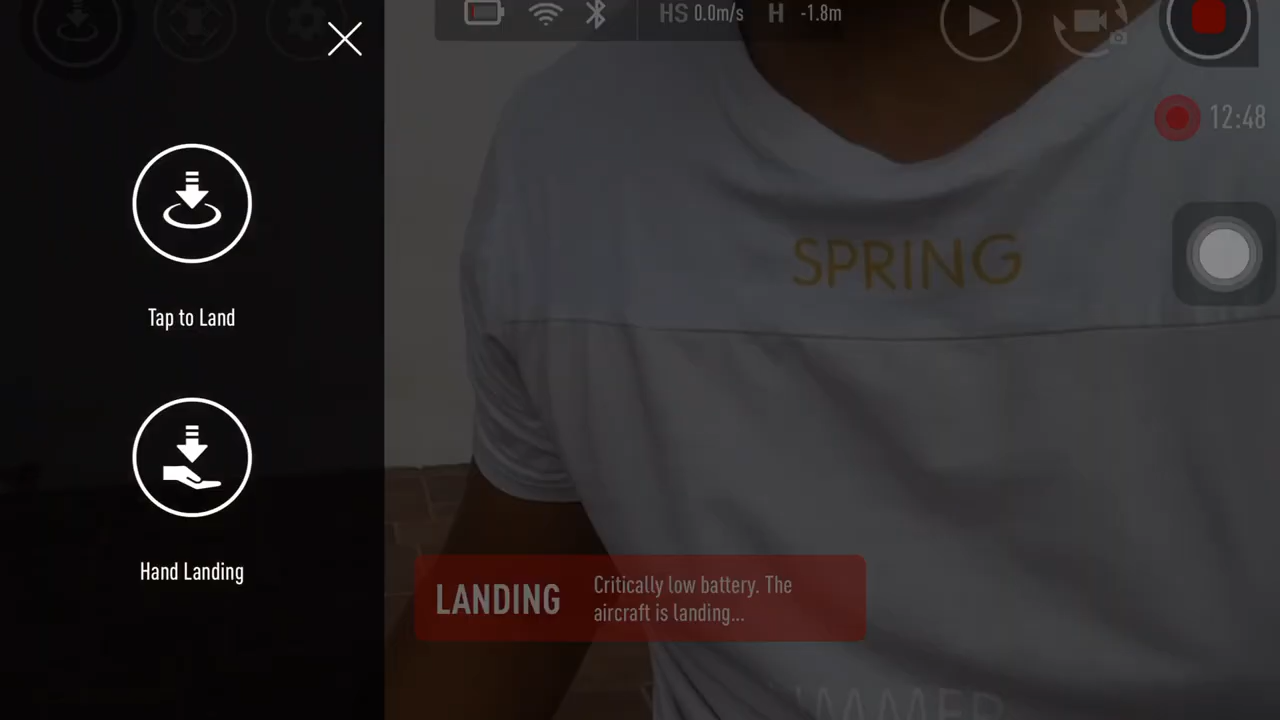 HS 0.0m/s H -1.8m
12:48
SPRING
Tap to Land
Hand Landing
LANDING
Critically low battery. The
aircraft is landing...